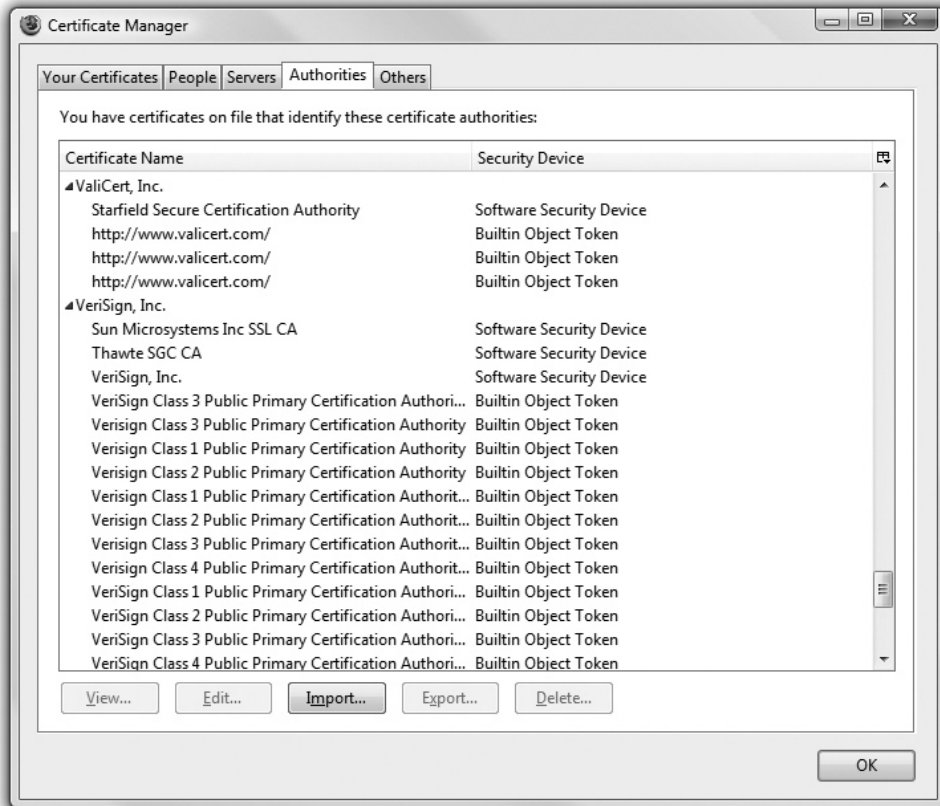 Certificate Manager
Your Certificates People Servers Authorities Others
You have certificates on file that identify these certificate authorities:
Certificate Name Security Device
ValiCert, Inc.
Starfield Secure Certification Authority Software Security Device
http://www.valicert.com/ Builtin Object Token
http://www.valicert.com/ Builtin Object Token
http://www.valicert.com/ Builtin Object Token
VeriSign, Inc.
Sun Microsystems Inc SSL CA Software Security Device
Thawte SGC CA Software Security Device
VeriSign, Inc. Software Security Device
VeriSign Class 3 Public Primary Certification Authori... Builtin Object Token
Verisign Class 3 Public Primary Certification Authority Builtin Object Token
Verisign Class 1 Public Primary Certification Authority Builtin Object Token
Verisign Class 2 Public Primary Certification Authority Builtin Object Token
Verisign Class 1 Public Primary Certification Authorit... Builtin Object Token
Verisign Class 2 Public Primary Certification Authorit... Builtin Object Token
Verisign Class 3 Public Primary Certification Authorit... Builtin Object Token
Verisign Class 4 Public Primary Certification Authorit... Builtin Object Token
VeriSign Class 1 Public Primary Certification Authori... Builtin Object Token
VeriSign Class 2 Public Primary Certification Authori... Builtin Object Token
VeriSign Class 3 Public Primary Certification Authori... Builtin Object Token
VeriSign Class 4 Public Primary Certification Authori... Builtin Object Token
View... Edit... Import... Export... Delete...
OK